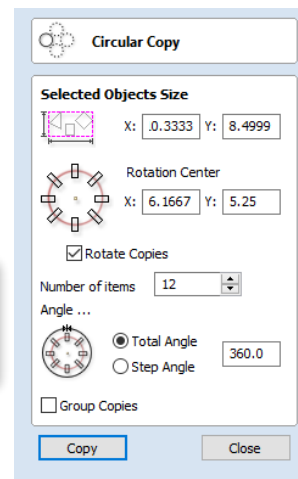 Circular Copy
Selected Objects Size
X: .0.3333 Y: 8.4999
Rotation Center
X: 6.1667 Y: 5.25
Rotate Copies
Number of items 12
Angle ...
Total Angle
360.0
Step Angle
Group Copies
Copy Close